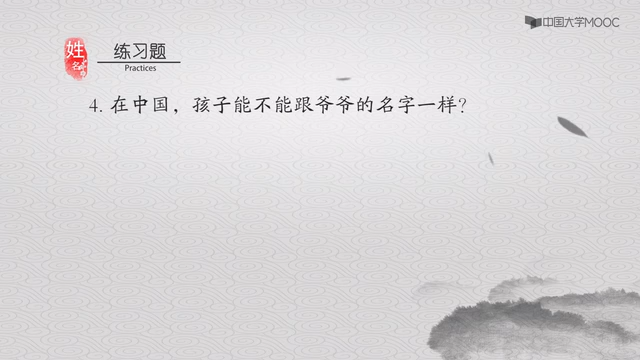 中国大学MOOC
姓名
练习题
Practices
4. 在中国，孩子能不能跟爷爷的名字一样？